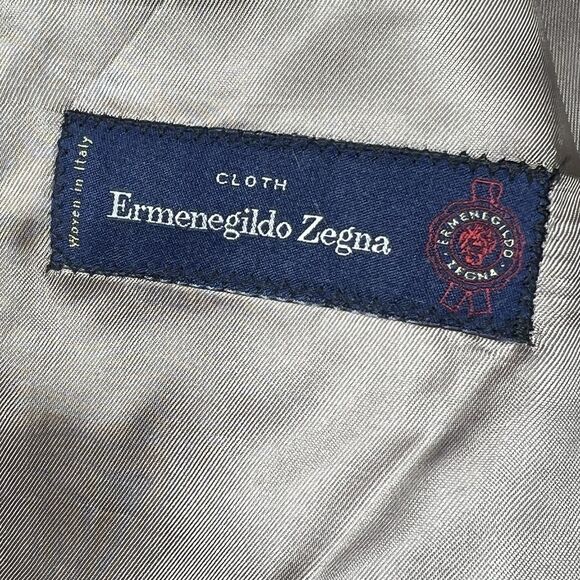 Woven in Italy
CLOTH
Ermenegildo Zegna
ERMENEGILDO
ZEGNA